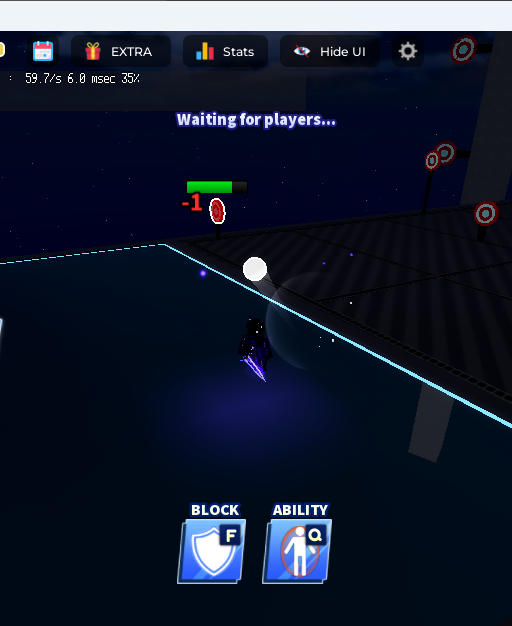 EXTRA
Stats
Hide UI
: 59.7/s 6.0 msec 35%
Waiting for players...
-1
BLOCK
ABILITY
F
Q